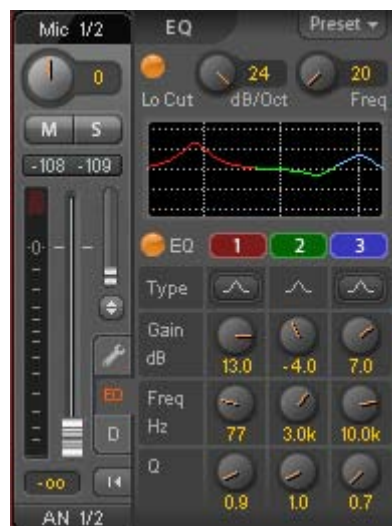 Mic 1/2
EQ
Preset
0
24
20
Lo Cut
dB/Oct
Freq
M
S
-108 -109
-0-
EQ
1
2
3
Type
Gain
dB
13.0
-4.0
7.0
EQ
Freq
Hz
77
3.0k
10.0k
D
Q
0.9
1.0
0.7
-oo
AN 1/2